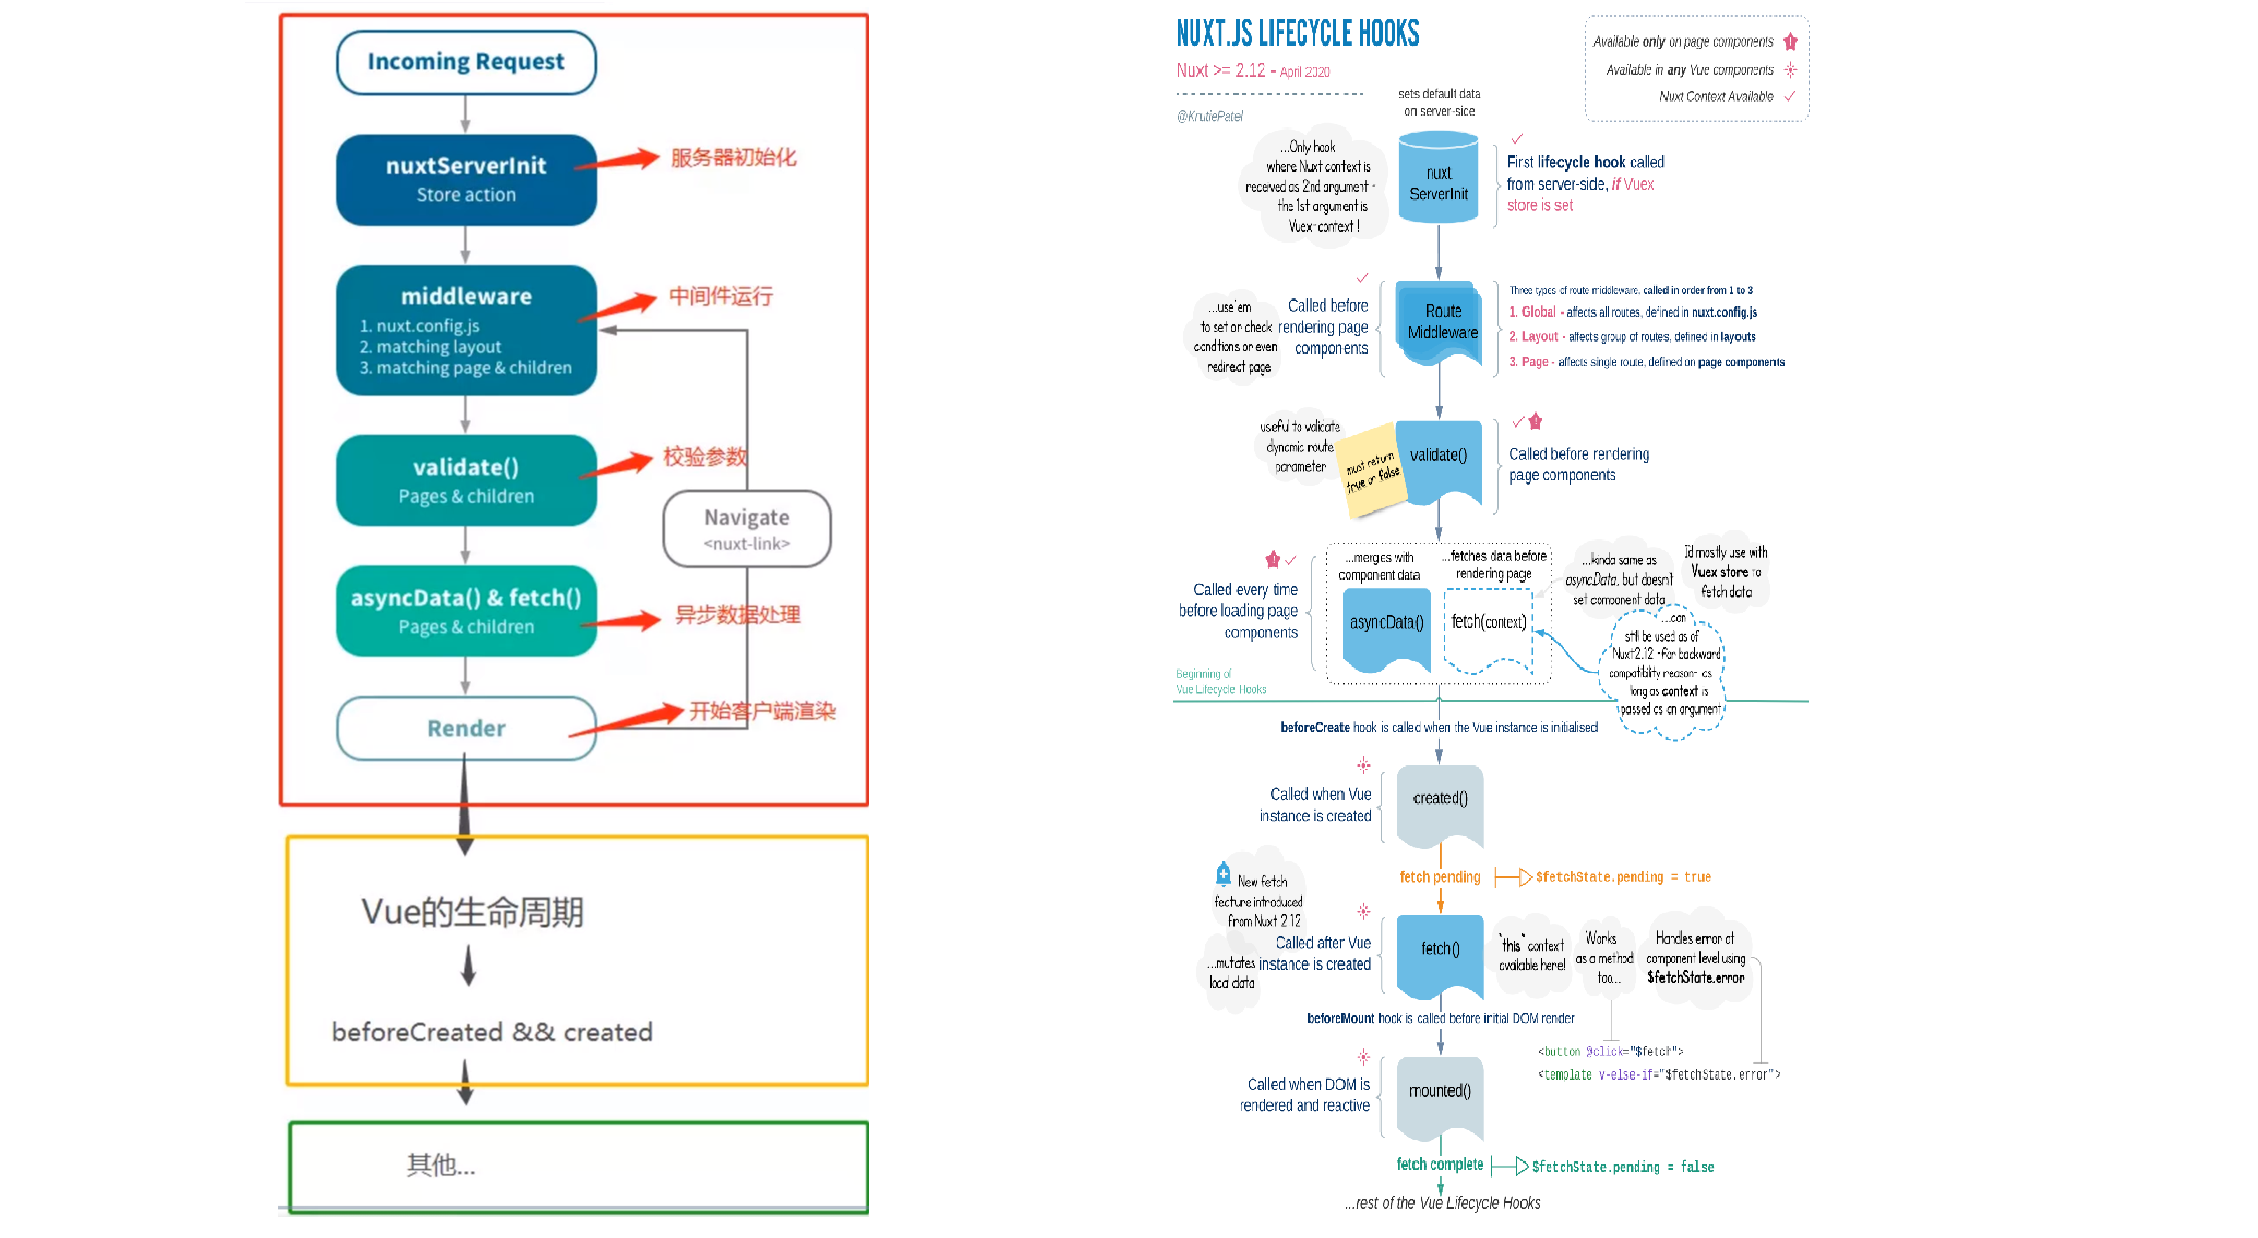 Incoming Request
nuxtServerInit
Store action
服务器初始化
middleware
1. nuxt.config.js
2. matching layout
3. matching page & children
中间件运行
validate()
Pages & children
校验参数
Navigate
<nuxt-link>
asyncData() & fetch()
Pages & children
异步数据处理
Render
开始客户端渲染
Vue的生命周期
beforeCreated && created
其他...
NUXT.JS LIFECYCLE HOOKS
Nuxt >= 2.12 - April 2020
@KrutiePatel
Available only on page components
Available in any Vue components
Nuxt Context Available
sets default data
on server-side
...Only hook
where Nuxt context is
received as 2nd argument -
the 1st argument is
Vuex-context !
nuxt
ServerInit
First lifecycle hook called
from server-side, if Vuex
store is set
...use 'em
to set or check
condtions or even
redirect page
Called before
rendering page
components
Route
Middleware
Three types of route middleware, called in order from 1 to 3
1. Global - affects all routes, defined in nuxt.config.js
2. Layout - affects group of routes, defined in layouts
3. Page - affects single route, defined on page components
useful to validate
dynamic route
parameter
must return
true or false
validate()
Called before rendering
page components
Called every time
before loading page
components
...merges with
component data
asyncData()
...fetches data before
rendering page
fetch(context)
...kinda same as
asyncData, but doesn't
set component data
I'd mostly use with
Vuex store to
fetch data
...can
still be used as of
Nuxt2.12 -For backward
compatibility reason- as
long as context is
passed as an argument
Beginning of
Vue Lifecycle Hooks
beforeCreate hook is called when the Vue instance is initialised
Called when Vue
instance is created
created()
fetch pending
$fetchState.pending = true
New fetch
feature introduced
from Nuxt 2.12
...mutates
local data
Called after Vue
instance is created
fetch()
"this" context
available here!
Works
as a method
too...
Handles error at
component level using
$fetchState.error
beforeMount hook is called before initial DOM render
<button @click="$fetch">
<template v-else-if="$fetchState.error">
Called when DOM is
rendered and reactive
mounted()
fetch complete
$fetchState.pending = false
...rest of the Vue Lifecycle Hooks